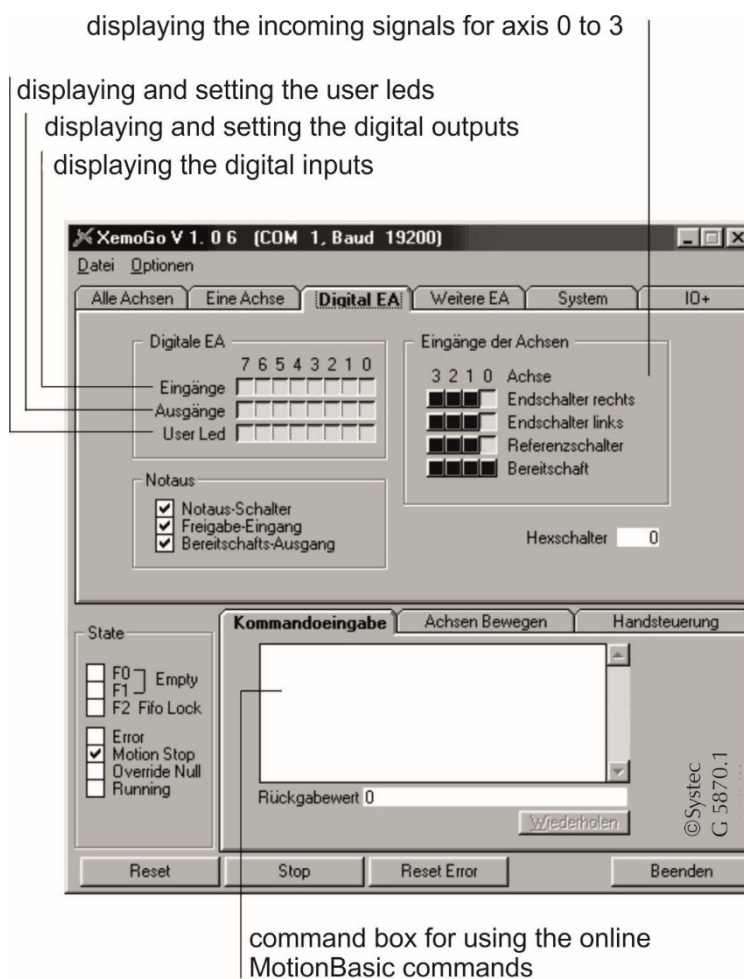 displaying the incoming signals for axis 0 to 3
displaying and setting the user leds
displaying and setting the digital outputs
displaying the digital inputs
XemoGo V 1. 0 6 (COM 1, Baud 19200)
Datei Optionen
Alle Achsen Eine Achse Digital EA Weitere EA System IO+
Digitale EA
7 6 5 4 3 2 1 0
Eingänge
Ausgänge
User Led
Eingänge der Achsen
3 2 1 0 Achse
Endschalter rechts
Endschalter links
Referenzschalter
Bereitschaft
Notaus
Notaus-Schalter
Freigabe-Eingang
Bereitschafts-Ausgang
Hexschalter 0
State
F0
F1
Empty
F2 Fifo Lock
Error
Motion Stop
Override Null
Running
Kommandoeingabe Achsen Bewegen Handsteuerung
Rückgabewert 0
Wiederholen
©Systec
G 5870.1
Reset Stop Reset Error Beenden
command box for using the online
MotionBasic commands